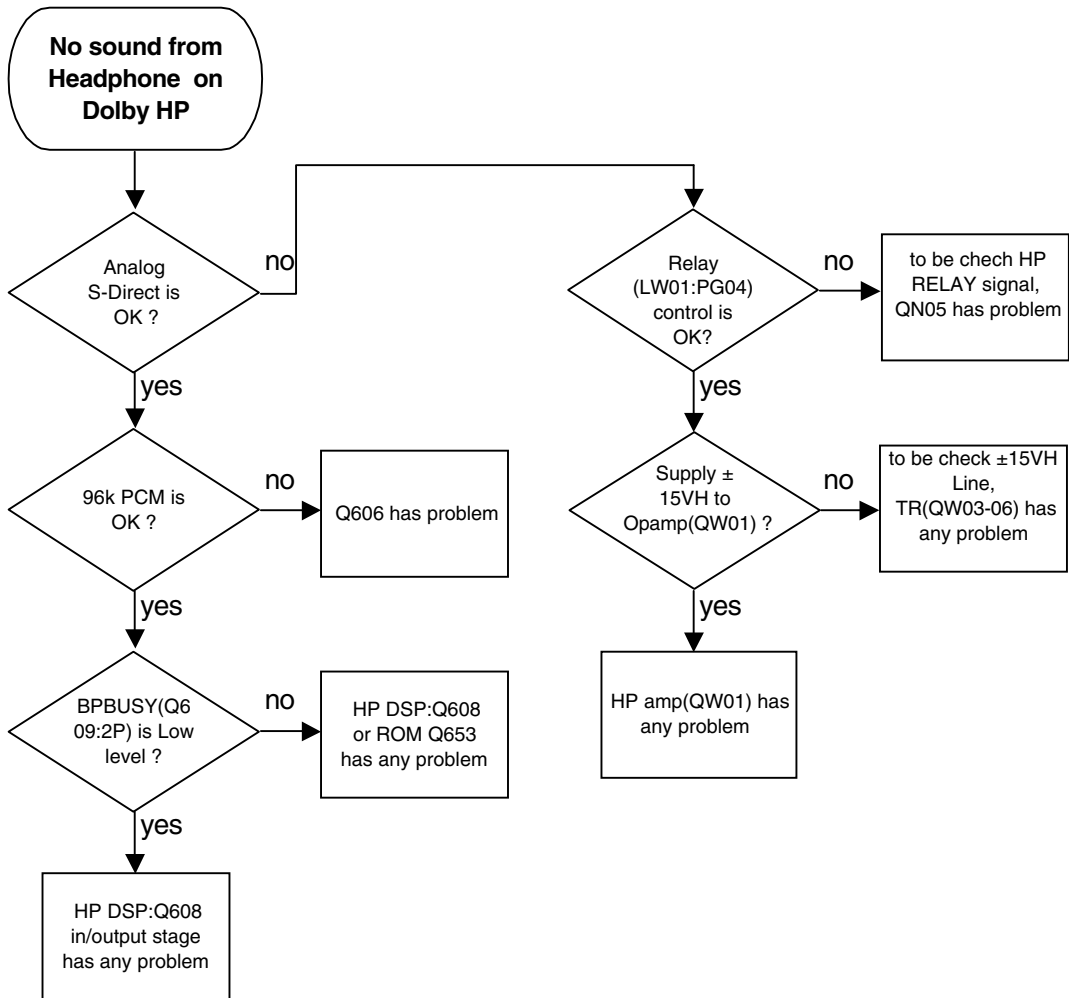 No sound from
Headphone on
Dolby HP
Analog
S-Direct is
OK ?
no
yes
96k PCM is
OK ?
no
Q606 has problem
yes
BPBUSY(Q6
09:2P) is Low
level ?
no
HP DSP:Q608
or ROM Q653
has any problem
yes
HP DSP:Q608
in/output stage
has any problem
Relay
(LW01:PG04)
control is
OK?
no
to be chech HP
RELAY signal,
QN05 has problem
yes
Supply ±
15VH to
Opamp(QW01) ?
no
to be check ±15VH
Line,
TR(QW03-06) has
any problem
yes
HP amp(QW01) has
any problem